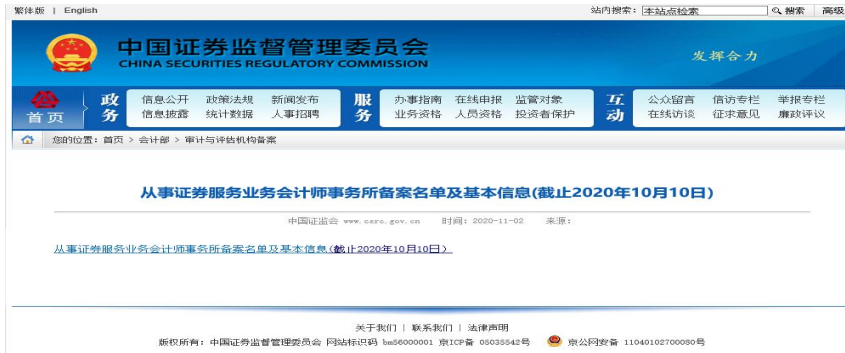 繁体版 | English 站内搜索: 本站点检索 搜索 高级
中国证券监督管理委员会
CHINA SECURITIES REGULATORY COMMISSION
发挥合力
首页
政务
信息公开 政策法规 新闻发布
信息披露 统计数据 人事招聘
服务
办事指南 在线申报 监管对象
业务资格 人员资格 投资者保护
互动
公众留言 信访专栏 举报专栏
在线访谈 征求意见 廉政评议
您的位置: 首页 > 会计部 > 审计与评估机构备案
从事证券服务业务会计师事务所备案名单及基本信息(截止2020年10月10日)
中国证监会 www.csrc.gov.cn 时间: 2020-11-02 来源:
从事证券服务业务会计师事务所备案名单及基本信息(截止2020年10月10日)
关于我们 | 联系我们 | 法律声明
版权所有: 中国证券监督管理委员会 网站标识码 bm56000001 京ICP备 05035542号 京公网安备 11040102700080号